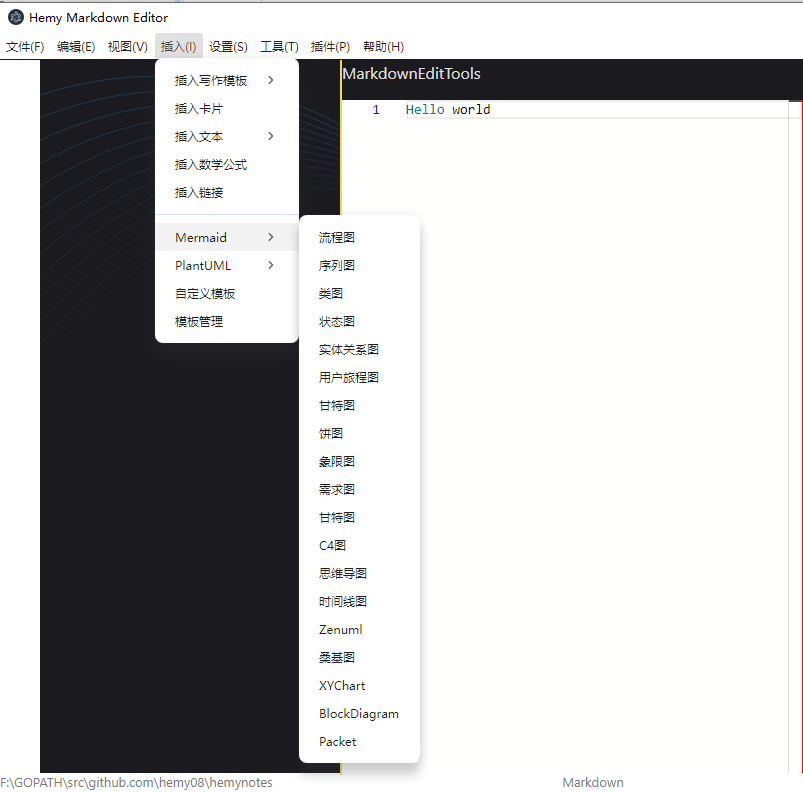 Hemy Markdown Editor
文件(F) 编辑(E) 视图(V) 插入(I) 设置(S) 工具(T) 插件(P) 帮助(H)
插入写作模板
插入卡片
插入文本
插入数学公式
插入链接
Mermaid
PlantUML
自定义模板
模板管理
流程图
序列图
类图
状态图
实体关系图
用户旅程图
甘特图
饼图
象限图
需求图
甘特图
C4图
思维导图
时间线图
Zenuml
桑基图
XYChart
BlockDiagram
Packet
MarkdownEditTools
1 Hello world
F:\GOPATH\src\github.com\hemy08\hemynotes Markdown